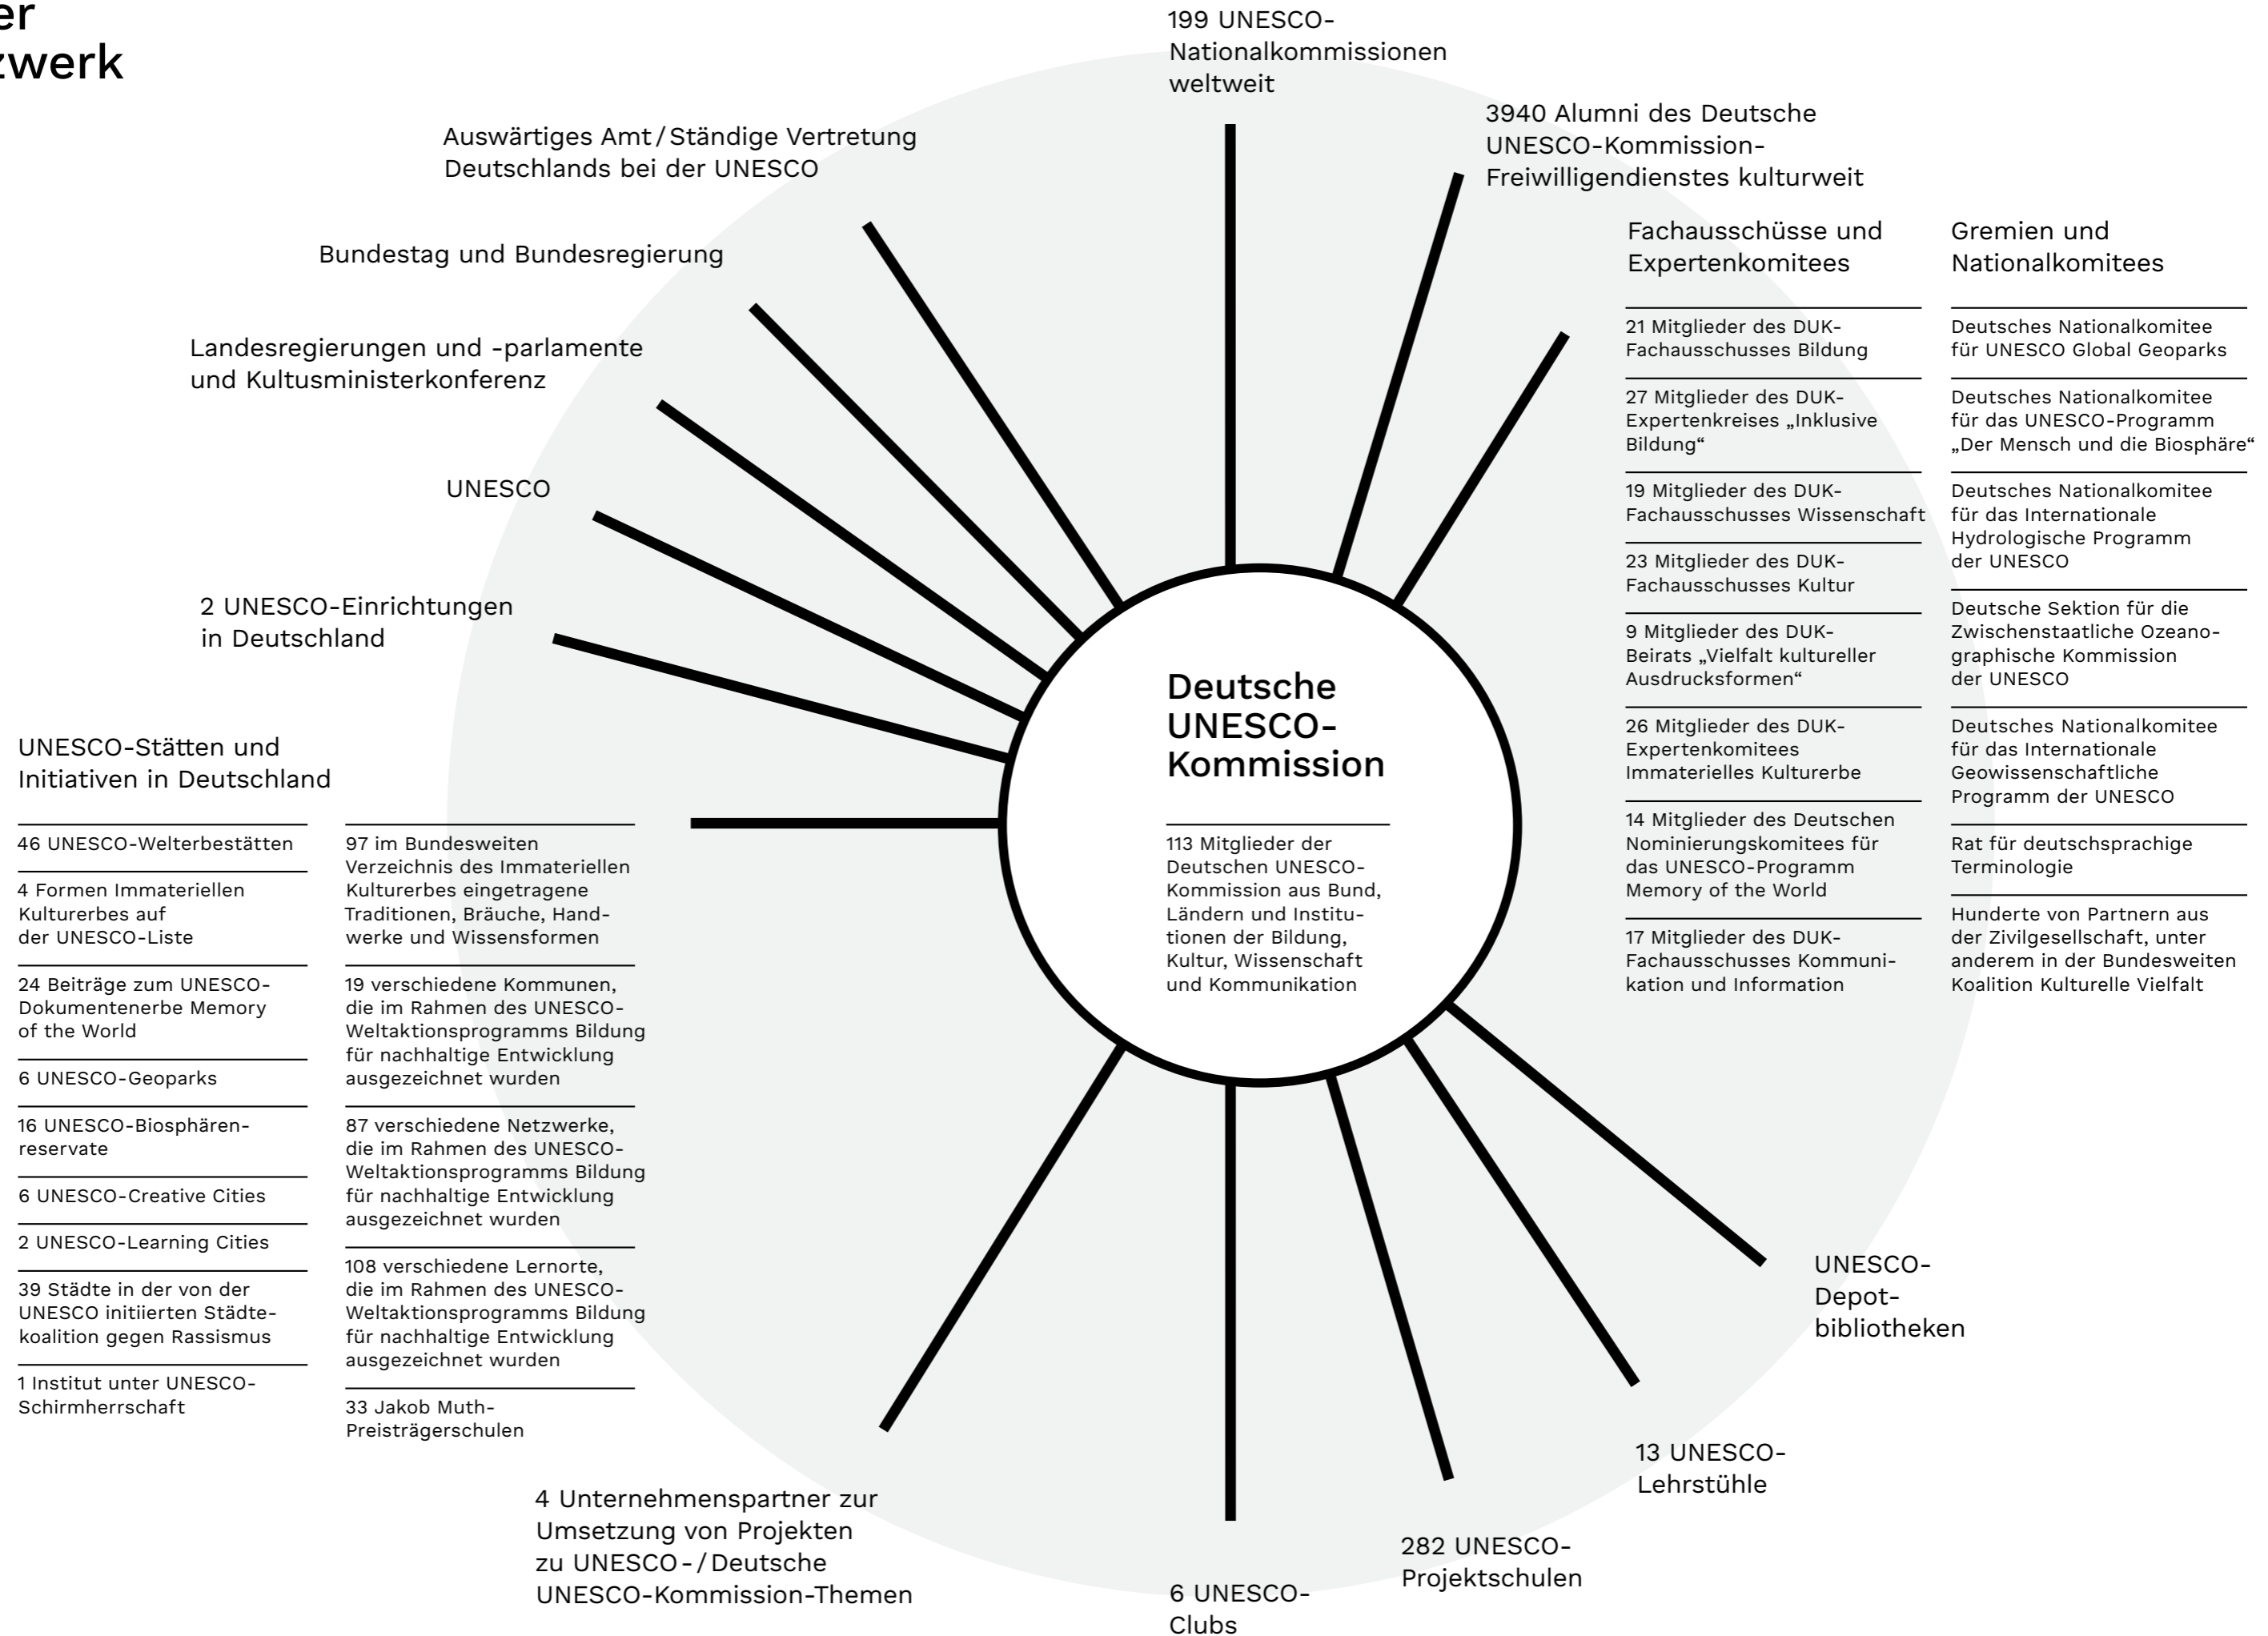 er
zwerk
199 UNESCO-
Nationalkommissionen
weltweit
3940 Alumni des Deutsche
UNESCO-Kommission-
Freiwilligendienstes kulturweit
Auswärtiges Amt / Ständige Vertretung
Deutschlands bei der UNESCO
Bundestag und Bundesregierung
Landesregierungen und -parlamente
und Kultusministerkonferenz
UNESCO
2 UNESCO-Einrichtungen
in Deutschland
UNESCO-Stätten und
Initiativen in Deutschland
46 UNESCO-Welterbestätten
4 Formen Immateriellen
Kulturerbes auf
der UNESCO-Liste
24 Beiträge zum UNESCO-
Dokumentenerbe Memory
of the World
6 UNESCO-Geoparks
16 UNESCO-Biosphären-
reservate
6 UNESCO-Creative Cities
2 UNESCO-Learning Cities
39 Städte in der von der
UNESCO initiierten Städte-
koalition gegen Rassismus
1 Institut unter UNESCO-
Schirmherrschaft
97 im Bundesweiten
Verzeichnis des Immateriellen
Kulturerbes eingetragene
Traditionen, Bräuche, Hand-
werke und Wissensformen
19 verschiedene Kommunen,
die im Rahmen des UNESCO-
Weltaktionsprogramms Bildung
für nachhaltige Entwicklung
ausgezeichnet wurden
87 verschiedene Netzwerke,
die im Rahmen des UNESCO-
Weltaktionsprogramms Bildung
für nachhaltige Entwicklung
ausgezeichnet wurden
108 verschiedene Lernorte,
die im Rahmen des UNESCO-
Weltaktionsprogramms Bildung
für nachhaltige Entwicklung
ausgezeichnet wurden
33 Jakob Muth-
Preisträgerschulen
Deutsche
UNESCO-
Kommission
113 Mitglieder der
Deutschen UNESCO-
Kommission aus Bund,
Ländern und Institu-
tionen der Bildung,
Kultur, Wissenschaft
und Kommunikation
Fachausschüsse und
Expertenkomitees
21 Mitglieder des DUK-
Fachausschusses Bildung
27 Mitglieder des DUK-
Expertenkreises „Inklusive
Bildung“
19 Mitglieder des DUK-
Fachausschusses Wissenschaft
23 Mitglieder des DUK-
Fachausschusses Kultur
9 Mitglieder des DUK-
Beirats „Vielfalt kultureller
Ausdrucksformen“
26 Mitglieder des DUK-
Expertenkomitees
Immaterielles Kulturerbe
14 Mitglieder des Deutschen
Nominierungskomitees für
das UNESCO-Programm
Memory of the World
17 Mitglieder des DUK-
Fachausschusses Kommuni-
kation und Information
Gremien und
Nationalkomitees
Deutsches Nationalkomitee
für UNESCO Global Geoparks
Deutsches Nationalkomitee
für das UNESCO-Programm
„Der Mensch und die Biosphäre“
Deutsches Nationalkomitee
für das Internationale
Hydrologische Programm
der UNESCO
Deutsche Sektion für die
Zwischenstaatliche Ozeano-
graphische Kommission
der UNESCO
Deutsches Nationalkomitee
für das Internationale
Geowissenschaftliche
Programm der UNESCO
Rat für deutschsprachige
Terminologie
Hunderte von Partnern aus
der Zivilgesellschaft, unter
anderem in der Bundesweiten
Koalition Kulturelle Vielfalt
UNESCO-
Depot-
bibliotheken
13 UNESCO-
Lehrstühle
282 UNESCO-
Projektschulen
6 UNESCO-
Clubs
4 Unternehmenspartner zur
Umsetzung von Projekten
zu UNESCO- / Deutsche
UNESCO-Kommission-Themen